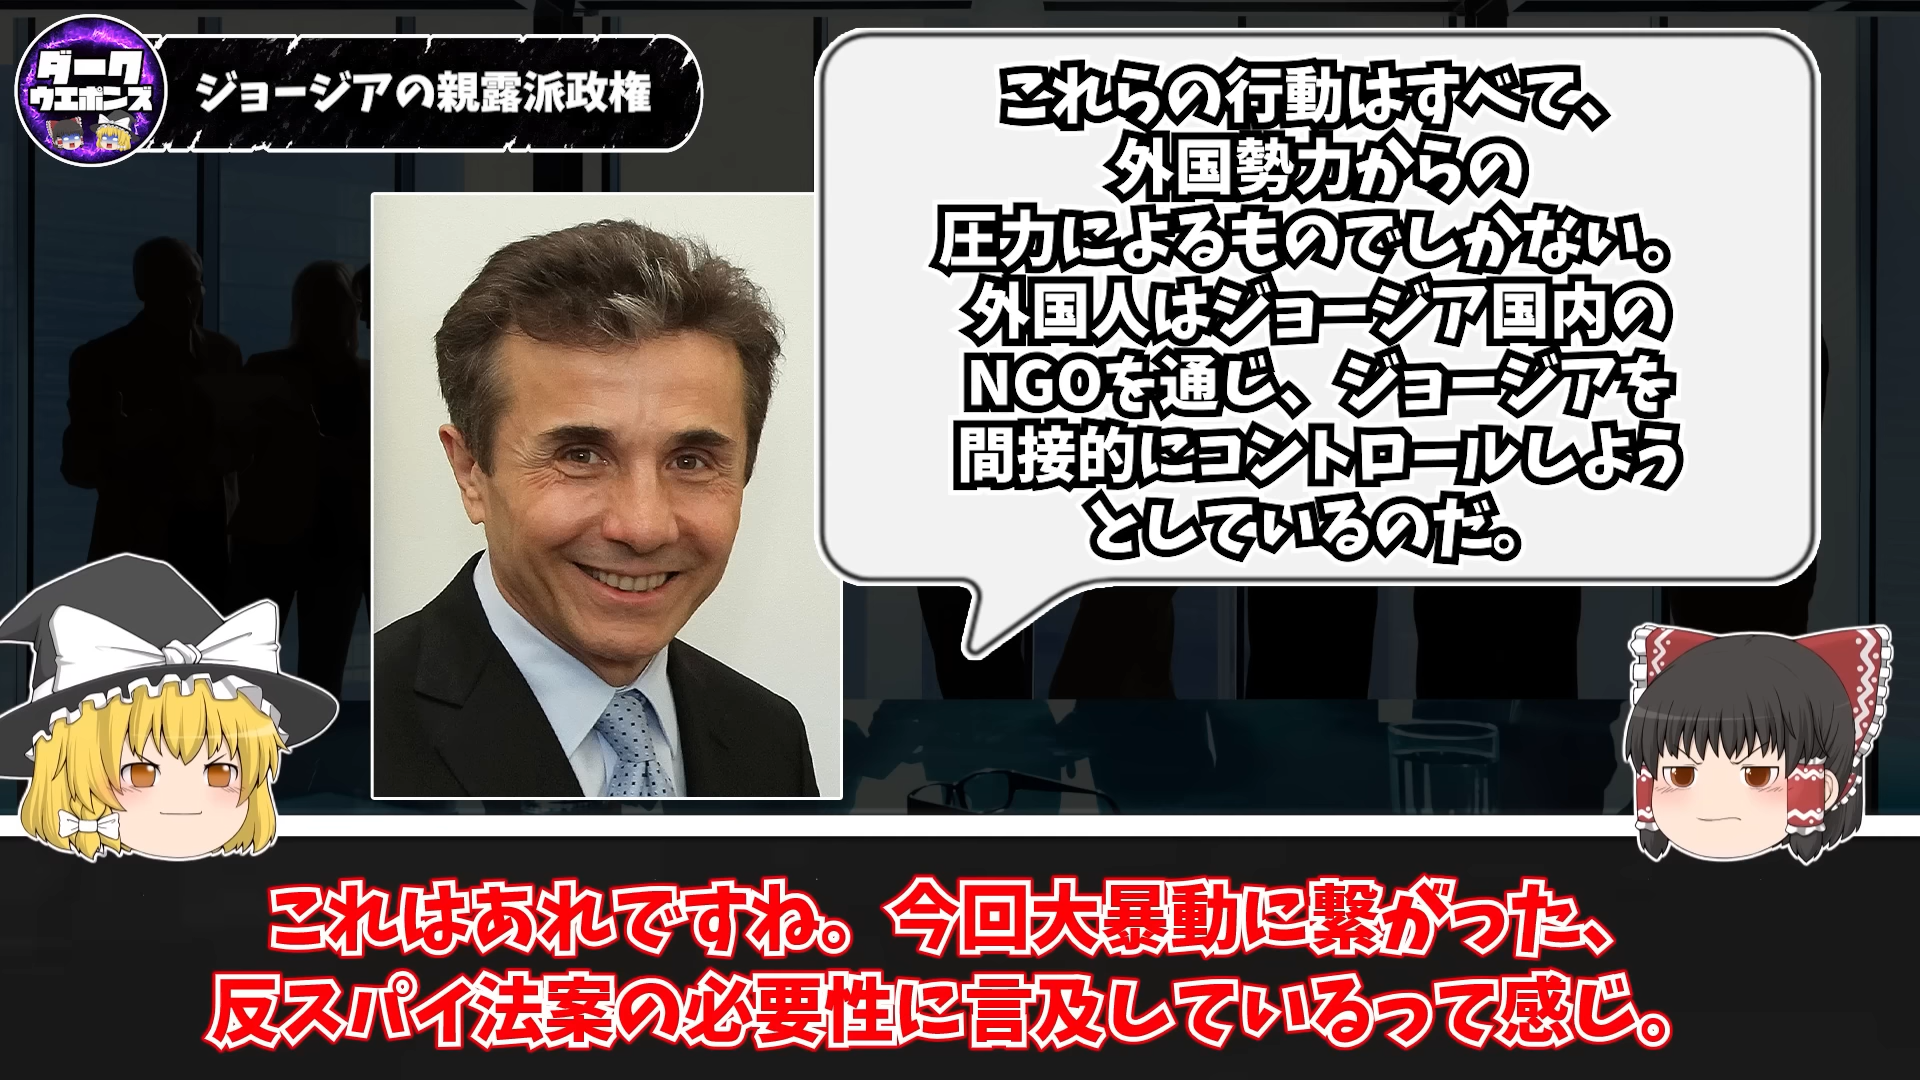 ダーク
ウエポンズ
ジョージアの親露派政権
これらの行動はすべて、
外国勢力からの
圧力によるものでしかない。
外国人はジョージア国内の
NGOを通じ、ジョージアを
間接的にコントロールしよう
としているのだ。
これはあれですね。今回大暴動に繋がった、
反スパイ法案の必要性に言及しているって感じ。